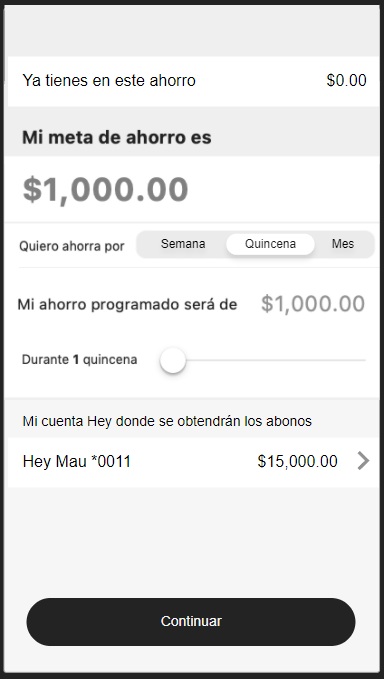 Ya tienes en este ahorro $0.00
Mi meta de ahorro es
$1,000.00
Quiero ahorra por Semana Quincena Mes
Mi ahorro programado será de $1,000.00
Durante 1 quincena
Mi cuenta Hey donde se obtendrán los abonos
Hey Mau *0011 $15,000.00
Continuar